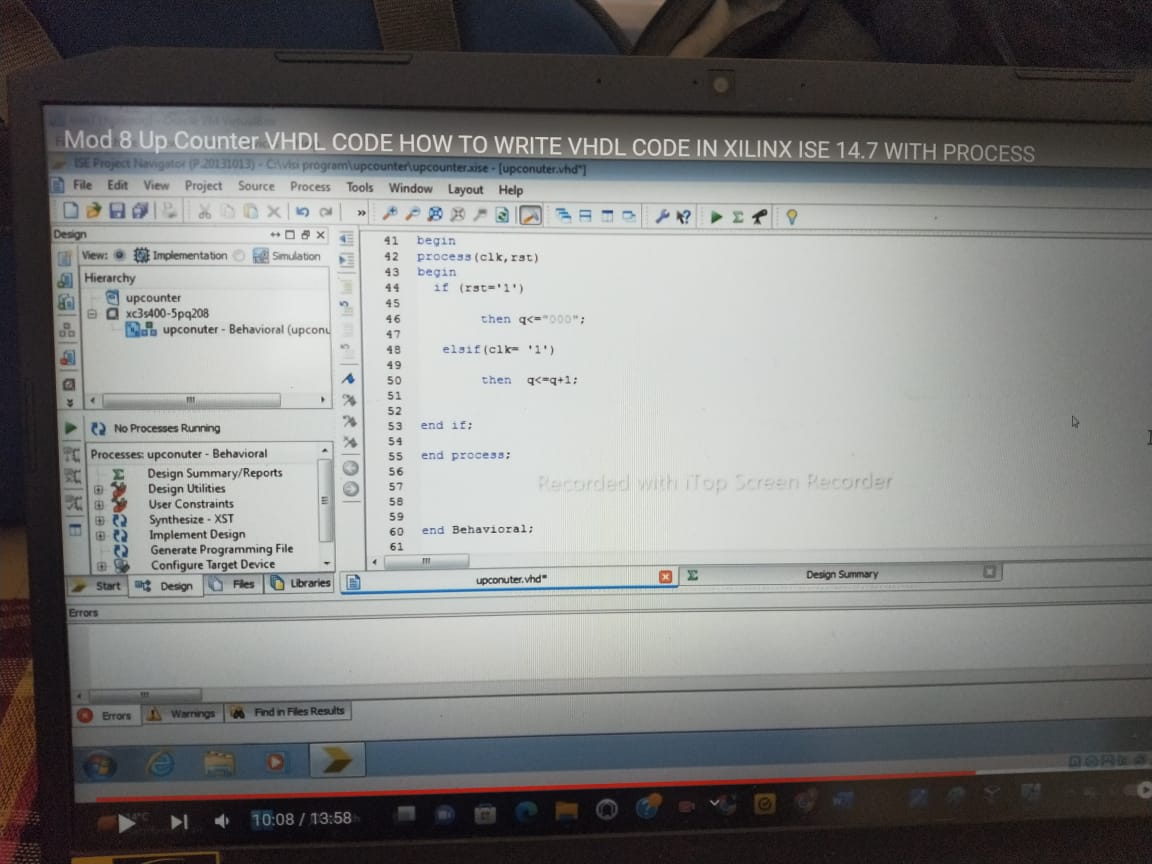 Mod 8 Up Counter VHDL CODE HOW TO WRITE VHDL CODE IN XILINX ISE 14.7 WITH PROCESS
ISE Project Navigator (P.20131013) - C:\vlsi program\upcounter\upcounter.xise - [upconuter.vhd*]
File Edit View Project Source Process Tools Window Layout Help
Design
View: Implementation Simulation
Hierarchy
upcounter
xc3s400-5pq208
upconuter - Behavioral (upconu
No Processes Running
Processes: upconuter - Behavioral
Design Summary/Reports
Design Utilities
User Constraints
Synthesize - XST
Implement Design
Generate Programming File
Configure Target Device
Start Design Files Libraries
41 begin
42 process(clk,rst)
43 begin
44 if (rst='1')
45
46 then q<="000";
47
48 elsif(clk= '1')
49
50 then q<=q+1;
51
52
53 end if;
54
55 end process;
56
57
58
59
60 end Behavioral;
61
Recorded with iTop Screen Recorder
upconuter.vhd* Design Summary
Errors
Errors Warnings Find in Files Results
10:08 / 13:58